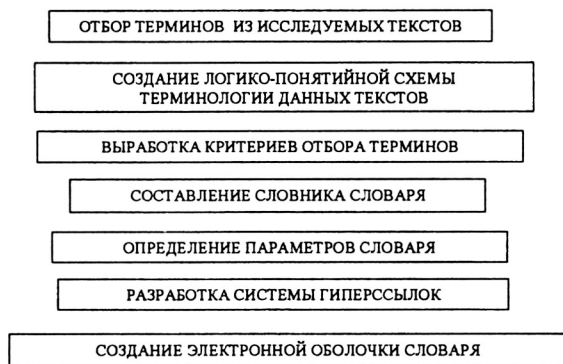 ОТБОР ТЕРМИНОВ ИЗ ИССЛЕДУЕМЫХ ТЕКСТОВ
СОЗДАНИЕ ЛОГИКО-ПОНЯТИЙНОЙ СХЕМЫ
ТЕРМИНОЛОГИИ ДАННЫХ ТЕКСТОВ
ВЫРАБОТКА КРИТЕРИЕВ ОТБОРА ТЕРМИНОВ
СОСТАВЛЕНИЕ СЛОВНИКА СЛОВАРЯ
ОПРЕДЕЛЕНИЕ ПАРАМЕТРОВ СЛОВАРЯ
РАЗРАБОТКА СИСТЕМЫ ГИПЕРССЫЛОК
СОЗДАНИЕ ЭЛЕКТРОННОЙ ОБОЛОЧКИ СЛОВАРЯ